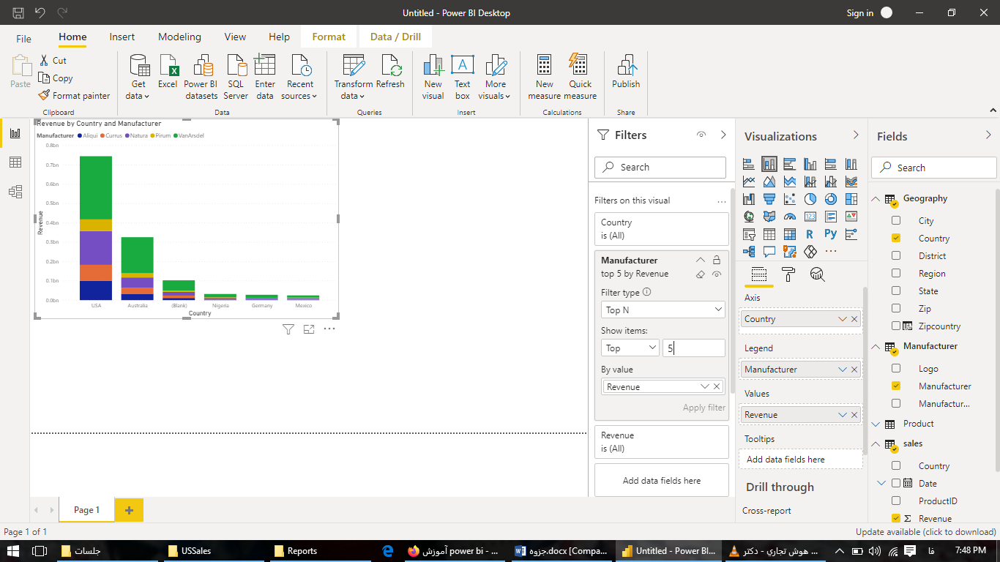 Untitled - Power BI Desktop
Sign in
File
Home
Insert
Modeling
View
Help
Format
Data / Drill
Paste
Cut
Copy
Format painter
Clipboard
Get data
Excel
Power BI datasets
SQL Server
Enter data
Recent sources
Data
Transform data
Refresh
Queries
New visual
Text box
More visuals
Insert
New measure
Quick measure
Calculations
Publish
Share
Revenue by Country and Manufacturer
Manufacturer Aliqui Currus Natura Pirum VanArsdel
0.8bn
0.7bn
0.6bn
0.5bn
0.4bn
0.3bn
0.2bn
0.1bn
0.0bn
Revenue
USA Australia (Blank) Nigeria Germany Mexico
Country
Filters
Search
Filters on this visual
Country
is (All)
Manufacturer
top 5 by Revenue
Filter type
Top N
Show items:
Top 5
By value
Revenue
Apply filter
Revenue
is (All)
Add data fields here
Visualizations
R Py
123
Axis
Country
Legend
Manufacturer
Values
Revenue
Tooltips
Add data fields here
Drill through
Cross-report
Fields
Search
Geography
City
Country
District
Region
State
Zip
Zipcountry
Manufacturer
Logo
Manufacturer
Manufactur...
Product
sales
Country
Date
ProductID
Revenue
Page 1
Page 1 of 1
Update available (click to download)
جلسات
USSales
Reports
آموزش power bi - ...
جزوه.docx [Compa...
Untitled - Power BI...
هوش تجاري - دکتر ...
فا
7:48 PM